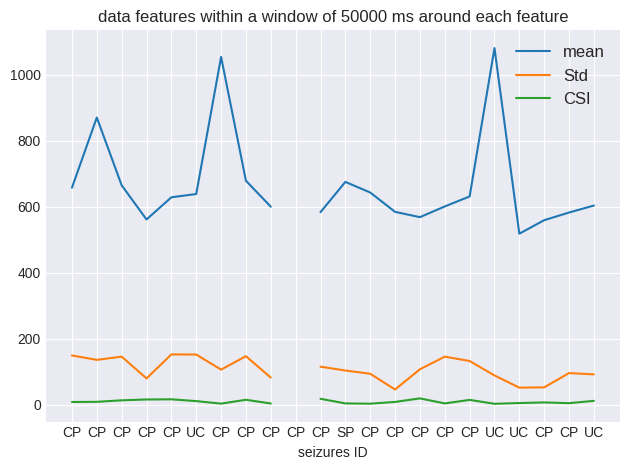 data features within a window of 50000 ms around each feature
mean
Std
CSI
1000
800
600
400
200
0
CP CP CP CP CP UC CP CP CP CP CP SP CP CP CP CP CP UC UC CP CP UC
seizures ID